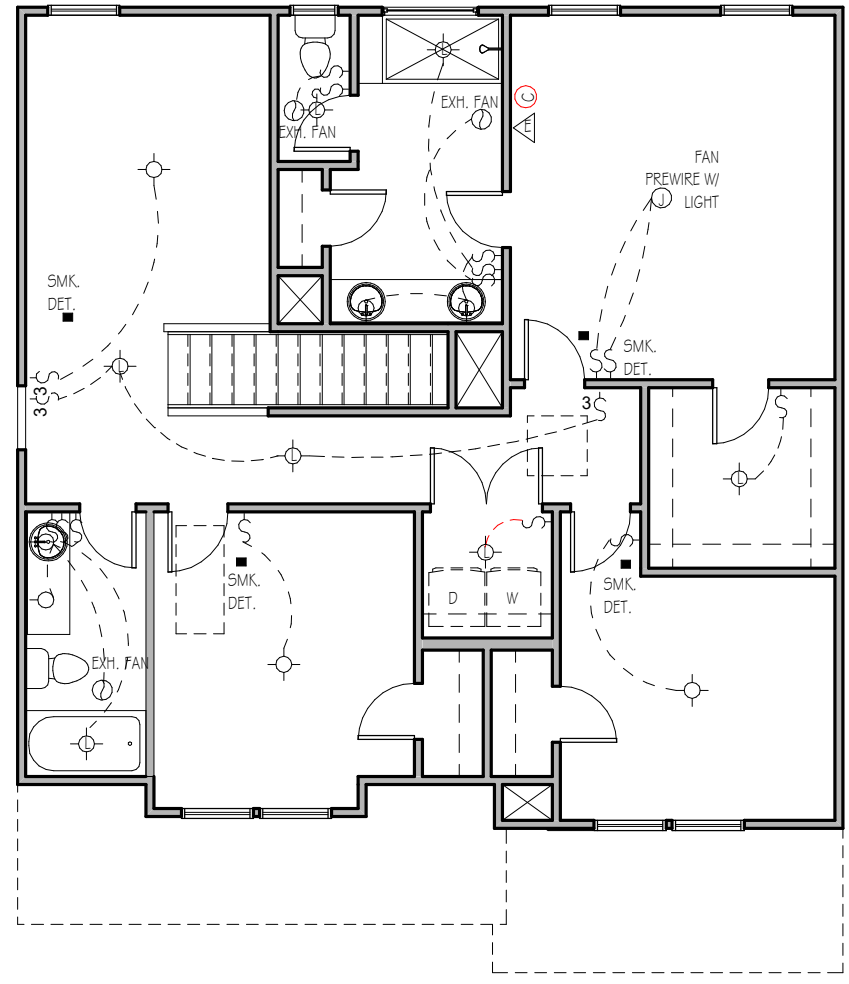 L
EXH. FAN
C
E
L
EXH. FAN
FAN
PREWIRE W/
LIGHT
J
SMK.
DET.
SMK.
DET.
L
3
3
3
L
L
SMK.
DET.
D
W
SMK.
DET.
EXH. FAN
L